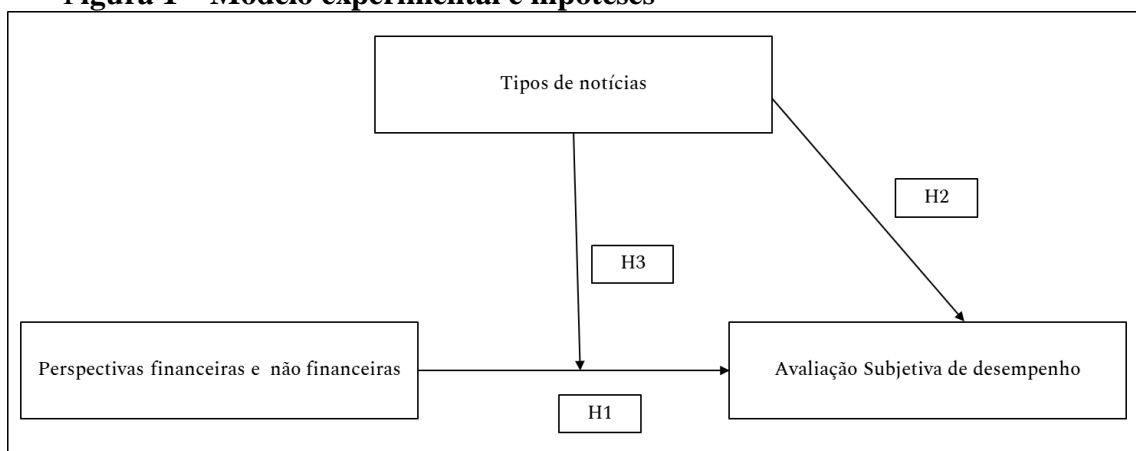 Figura 1 – Modelo experimental e hipóteses
Tipos de notícias
H2
H3
Perspectivas financeiras e não financeiras
Avaliação Subjetiva de desempenho
H1